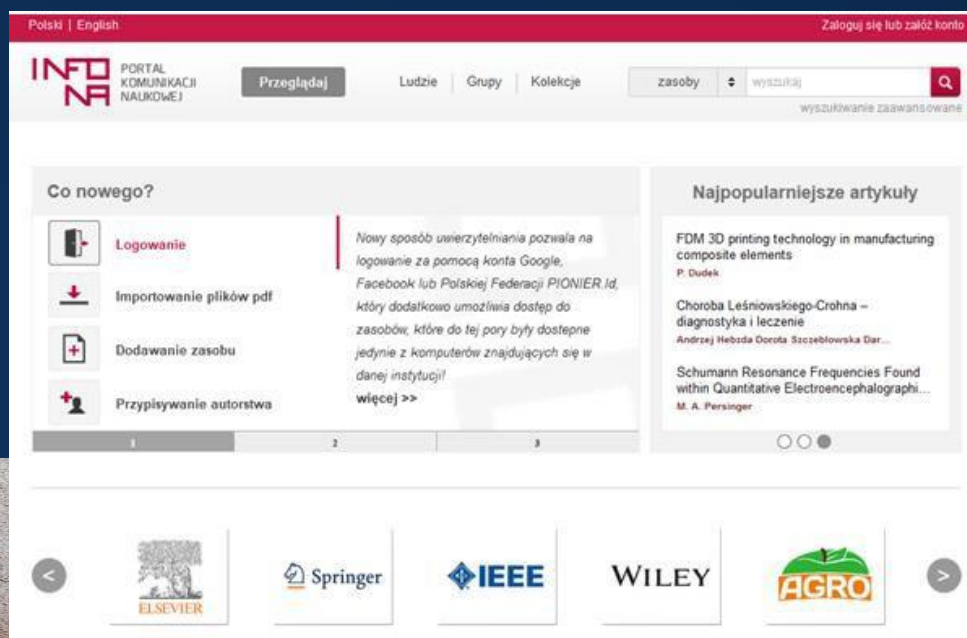 Polski | English
Zaloguj się lub załóż konto
INFONA
PORTAL
KOMUNIKACJI
NAUKOWEJ
Przeglądaj
Ludzie
Grupy
Kolekcje
zasoby
wyszukaj
wyszukiwanie zaawansowane
Co nowego?
Logowanie
Importowanie plików pdf
Dodawanie zasobu
Przypisywanie autorstwa
Nowy sposób uwierzytelniania pozwala na
logowanie za pomocą konta Google,
Facebook lub Polskiej Federacji PIONIER.Id,
który dodatkowo umożliwia dostęp do
zasobów, które do tej pory były dostępne
jedynie z komputerów znajdujących się w
danej instytucji!
więcej >>
1
2
3
Najpopularniejsze artykuły
FDM 3D printing technology in manufacturing
composite elements
P. Dudek
Choroba Leśniowskiego-Crohna –
diagnostyka i leczenie
Andrzej Hebzda Dorota Szczeblowska Dar...
Schumann Resonance Frequencies Found
within Quantitative Electroencephalographi...
M. A. Persinger
<
ELSEVIER
Springer
IEEE
WILEY
AGRO
>